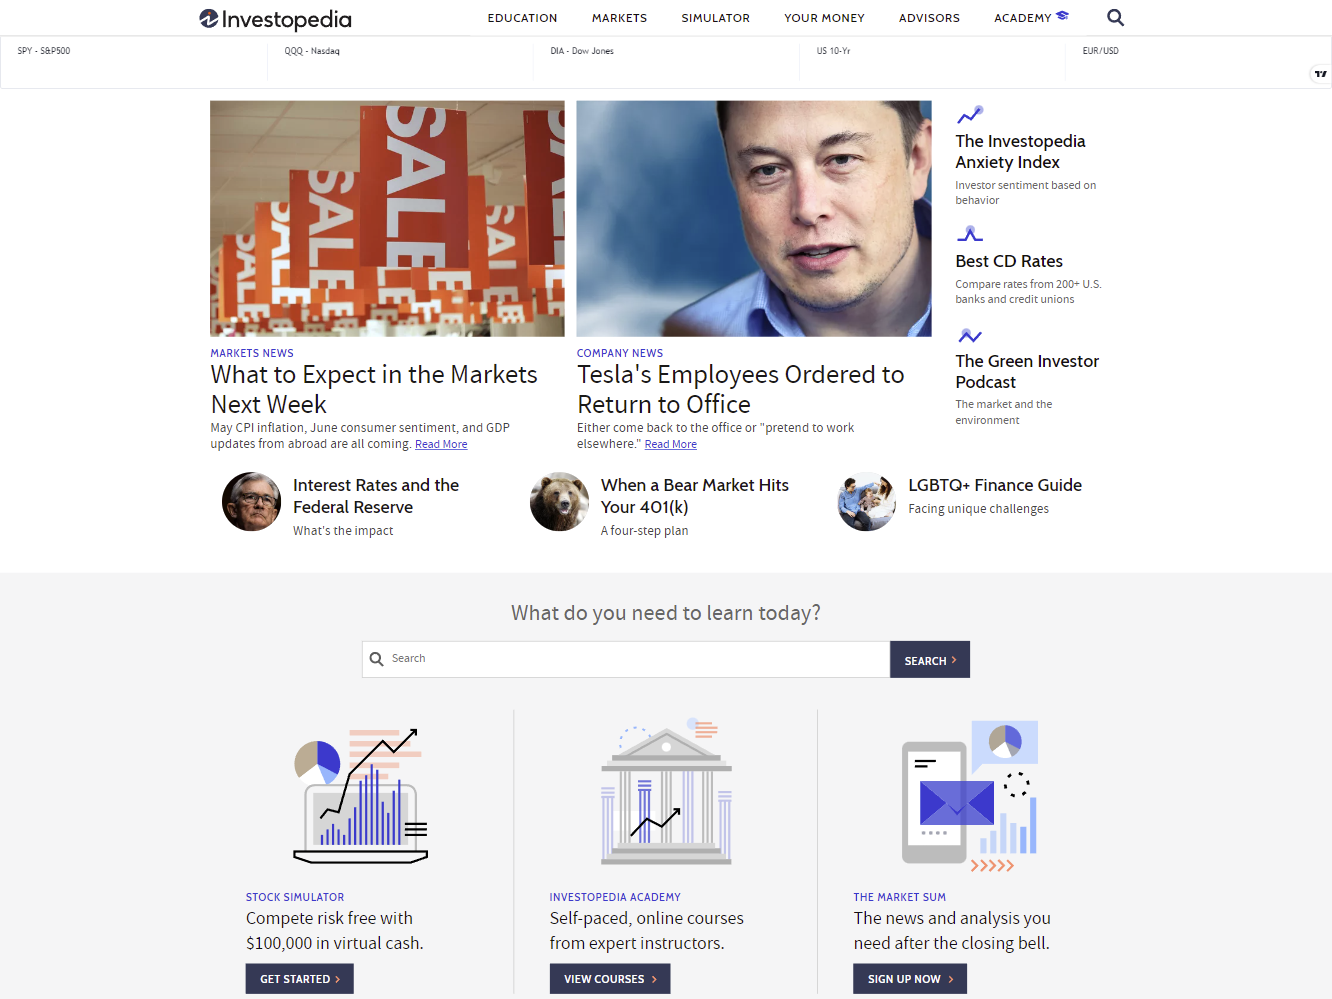 Investopedia
EDUCATION MARKETS SIMULATOR YOUR MONEY ADVISORS ACADEMY
SPY - S&P500
QQQ - Nasdaq
DIA - Dow Jones
US 10-Yr
EUR/USD
SALE
SALE
SALE
SALE
MARKETS NEWS
What to Expect in the Markets
Next Week
May CPI inflation, June consumer sentiment, and GDP
updates from abroad are all coming. Read More
COMPANY NEWS
Tesla's Employees Ordered to
Return to Office
Either come back to the office or "pretend to work
elsewhere." Read More
The Investopedia
Anxiety Index
Investor sentiment based on
behavior
Best CD Rates
Compare rates from 200+ U.S.
banks and credit unions
The Green Investor
Podcast
The market and the
environment
Interest Rates and the
Federal Reserve
What's the impact
When a Bear Market Hits
Your 401(k)
A four-step plan
LGBTQ+ Finance Guide
Facing unique challenges
What do you need to learn today?
Search
SEARCH
STOCK SIMULATOR
Compete risk free with
$100,000 in virtual cash.
GET STARTED
INVESTOPEDIA ACADEMY
Self-paced, online courses
from expert instructors.
VIEW COURSES
THE MARKET SUM
The news and analysis you
need after the closing bell.
SIGN UP NOW